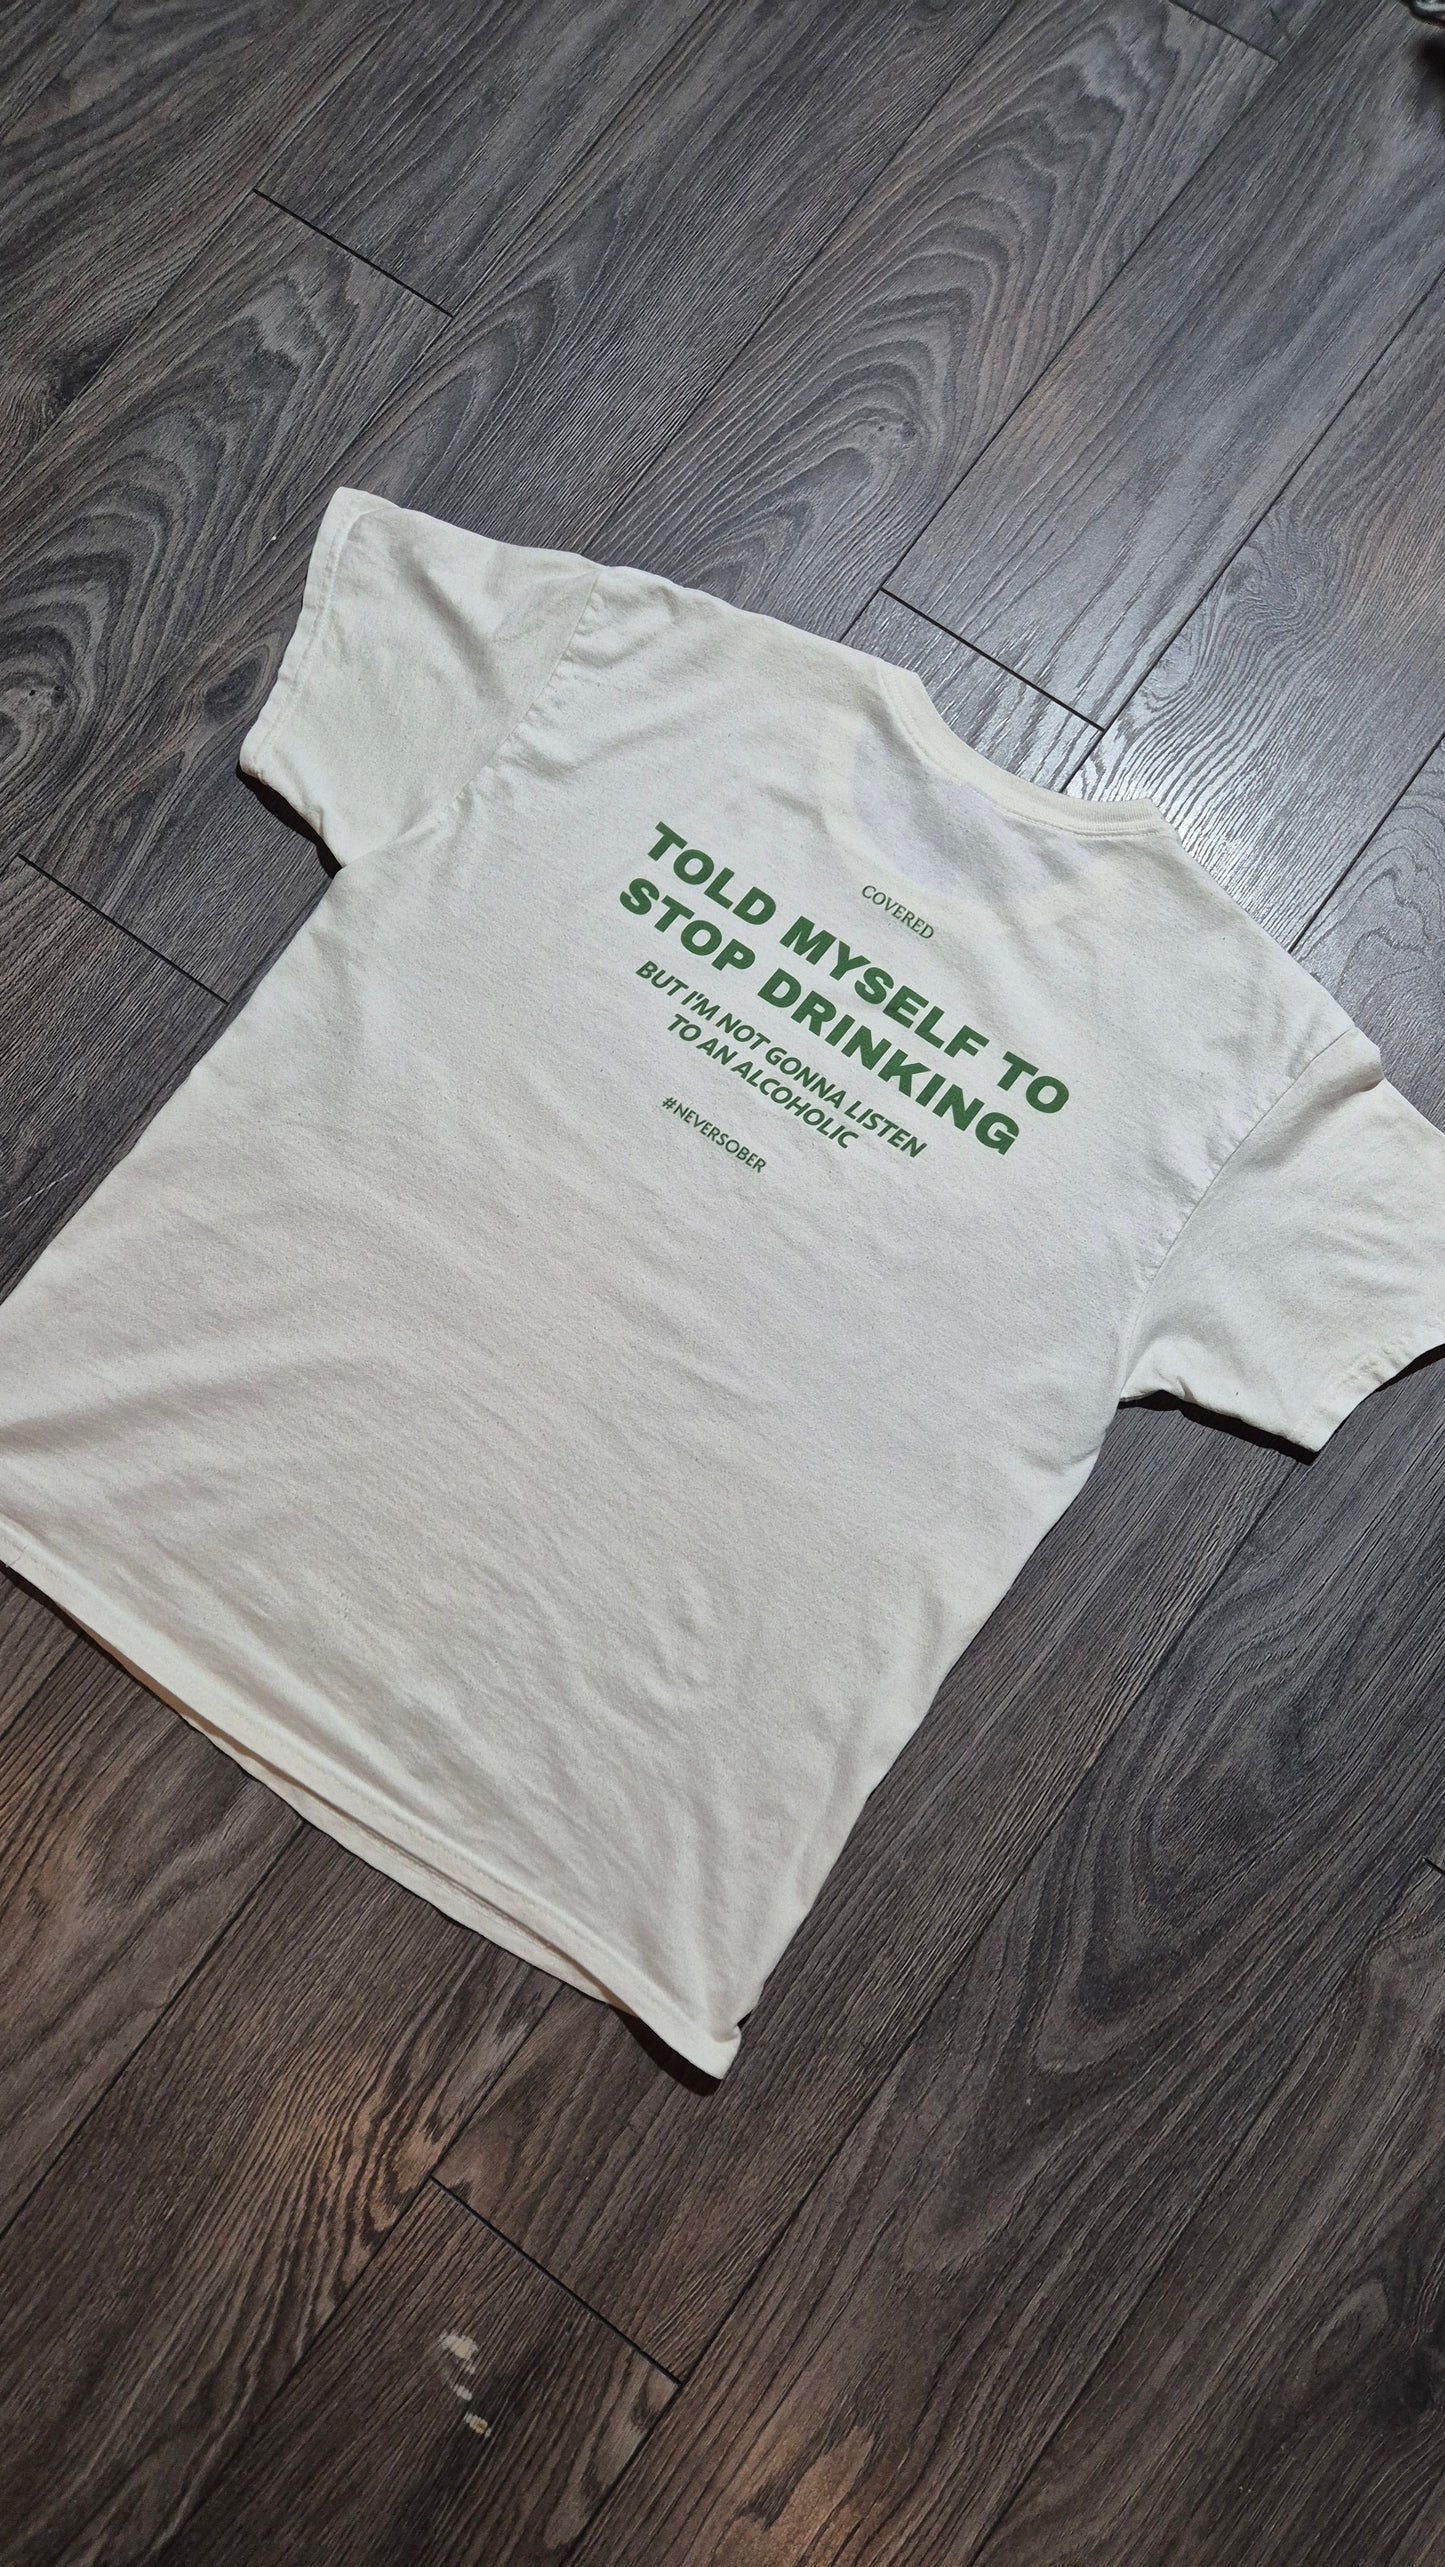 COVERED
TOLD MYSELF TO
STOP DRINKING
BUT I'M NOT GONNA LISTEN
TO AN ALCOHOLIC
#NEVERSOBER